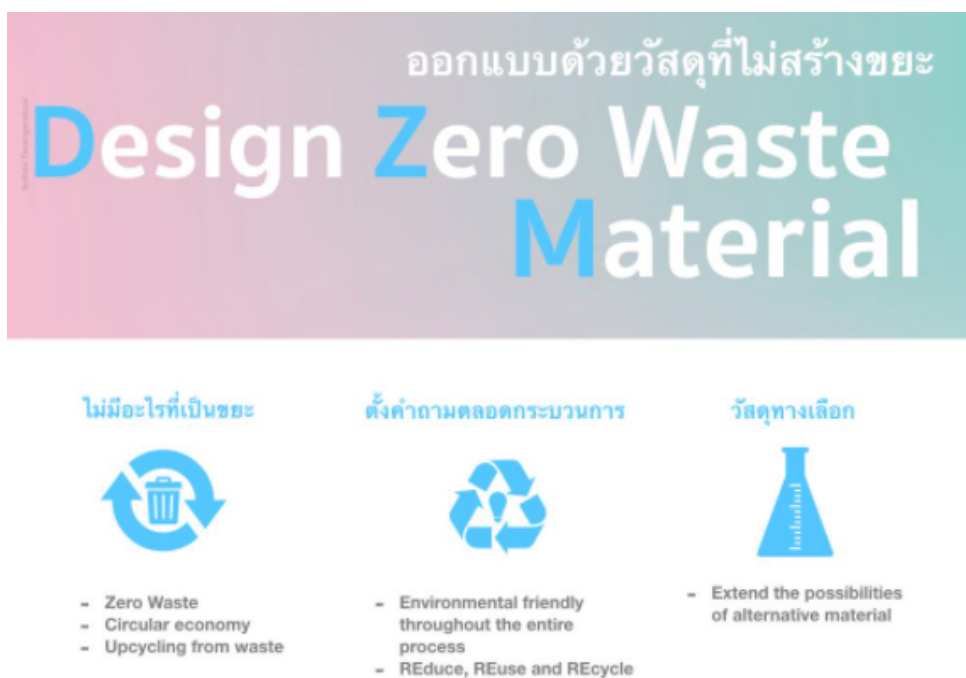 ออกแบบด้วยวัสดุที่ไม่สร้างขยะ
Design Zero Waste
Material
ไม่มีอะไรที่เป็นขยะ
- Zero Waste
- Circular economy
- Upcycling from waste
ตั้งคำถามตลอดกระบวนการ
- Environmental friendly
throughout the entire
process
- REduce, REuse and REcycle
วัสดุทางเลือก
- Extend the possibilities
of alternative material